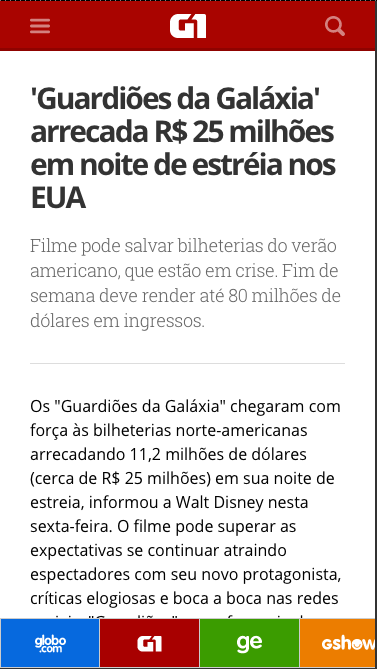 G1
'Guardiões da Galáxia'
arrecada R$ 25 milhões
em noite de estréia nos
EUA
Filme pode salvar bilheterias do verão
americano, que estão em crise. Fim de
semana deve render até 80 milhões de
dólares em ingressos.
Os "Guardiões da Galáxia" chegaram com
força às bilheterias norte-americanas
arrecadando 11,2 milhões de dólares
(cerca de R$ 25 milhões) em sua noite de
estreia, informou a Walt Disney nesta
sexta-feira. O filme pode superar as
expectativas se continuar atraindo
espectadores com seu novo protagonista,
críticas elogiosas e boca a boca nas redes
globo
.com
G1
ge
gshow